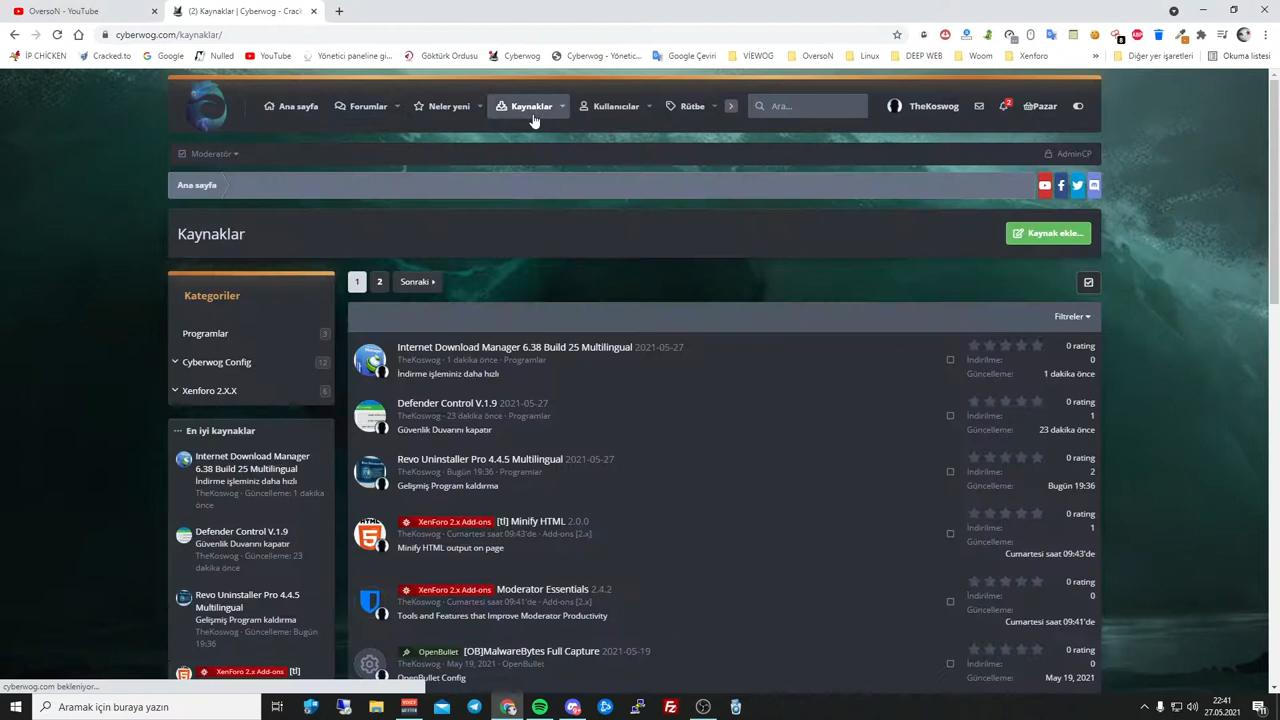 OversoN - YouTube
(2) Kaynaklar | Cyberwog - Crack
cyberwog.com/kaynaklar/
İP CHİCKEN
Cracked.to
Nulled
YouTube
Yönetici paneline gi...
Göktürk Ordusu
Cyberwog
Cyberwog - Yönetic...
Google Çeviri
VİEWOG
OversoN
Linux
DEEP WEB
Woom
Xenforo
»
Diğer yer işaretleri
Okuma listesi
Ana sayfa
Forumlar
Neler yeni
Kaynaklar
Kullanıcılar
Rütbe
Ara...
TheKoswog
2
Pazar
Moderatör
AdminCP
Ana sayfa
Kaynaklar
Kaynak ekle...
Kategoriler
Programlar 3
Cyberwog Config 12
Xenforo 2.X.X 6
En iyi kaynaklar
Internet Download Manager
6.38 Build 25 Multilingual
İndirme işleminiz daha hızlı
TheKoswog · Güncelleme: 1 dakika
önce
Defender Control V.1.9
Güvenlik Duvarını kapatır
TheKoswog · Güncelleme: 23
dakika önce
Revo Uninstaller Pro 4.4.5
Multilingual
Gelişmiş Program kaldırma
TheKoswog · Güncelleme: Bugün
19:36
XenForo 2.x Add-ons [tl]
1
2
Sonraki
Filtreler
Internet Download Manager 6.38 Build 25 Multilingual 2021-05-27
TheKoswog · 1 dakika önce · Programlar
İndirme işleminiz daha hızlı
0 rating
İndirilme: 0
Güncelleme: 1 dakika önce
Defender Control V.1.9 2021-05-27
TheKoswog · 23 dakika önce · Programlar
Güvenlik Duvarını kapatır
0 rating
İndirilme: 1
Güncelleme: 23 dakika önce
Revo Uninstaller Pro 4.4.5 Multilingual 2021-05-27
TheKoswog · Bugün 19:36 · Programlar
Gelişmiş Program kaldırma
0 rating
İndirilme: 2
Güncelleme: Bugün 19:36
XenForo 2.x Add-ons [tl] Minify HTML 2.0.0
TheKoswog · Cumartesi saat 09:43'de · Add-ons [2.x]
Minify HTML output on page
0 rating
İndirilme: 1
Güncelleme:
Cumartesi saat 09:43'de
XenForo 2.x Add-ons Moderator Essentials 2.4.2
TheKoswog · Cumartesi saat 09:41'de · Add-ons [2.x]
Tools and Features that Improve Moderator Productivity
0 rating
İndirilme: 0
Güncelleme:
Cumartesi saat 09:41'de
OpenBullet [OB]MalwareBytes Full Capture 2021-05-19
TheKoswog · May 19, 2021 · OpenBullet
OpenBullet Config
0 rating
İndirilme: 0
Güncelleme: May 19, 2021
cyberwog.com bekleniyor...
Aramak için buraya yazın
22:41
27.05.2021